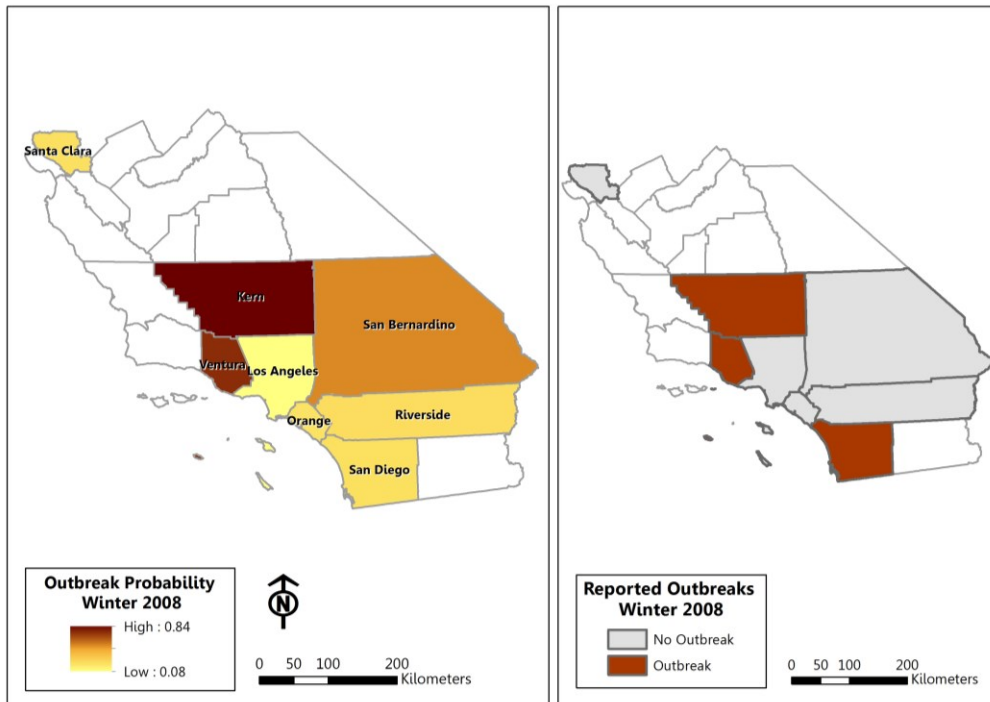 Santa Clara
Kern
San Bernardino
Ventura
Los Angeles
Orange
Riverside
San Diego
Outbreak Probability
Winter 2008
High : 0.84
Low : 0.08
N
0 50 100 200
Kilometers
Reported Outbreaks
Winter 2008
No Outbreak
Outbreak
0 50 100 200
Kilometers